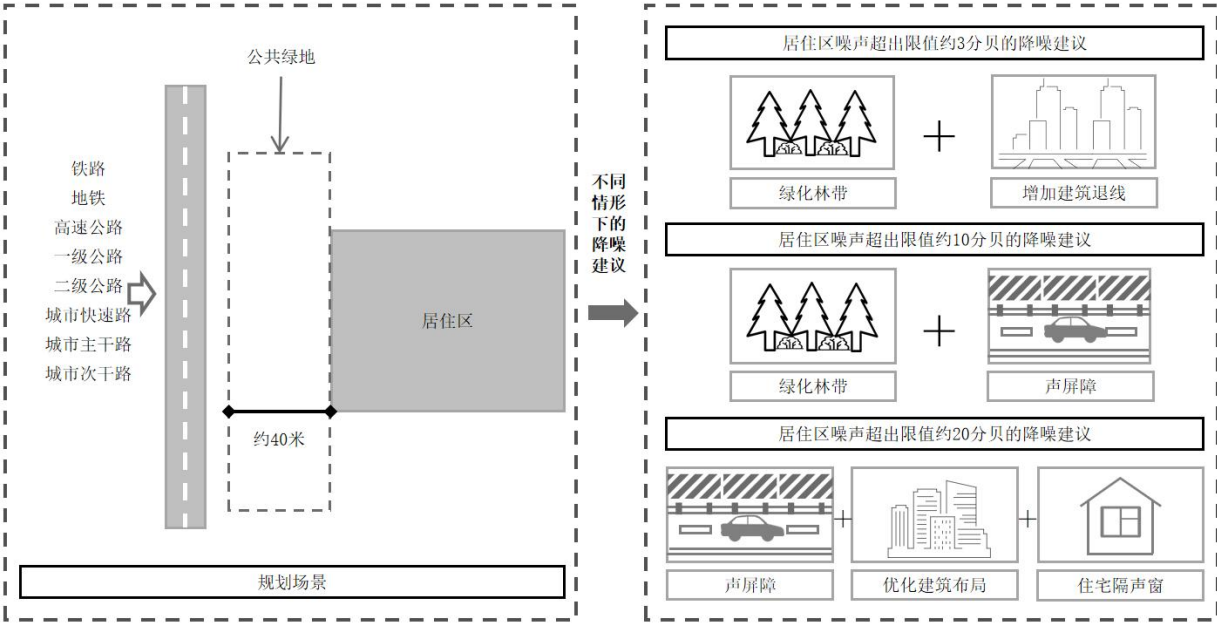 公共绿地
铁路
地铁
高速公路
一级公路
二级公路
城市快速路
城市主干路
城市次干路
居住区
约40米
规划场景
不同
情形
下的
降噪
建议
居住区噪声超出限值约3分贝的降噪建议
绿化林带
增加建筑退线
居住区噪声超出限值约10分贝的降噪建议
绿化林带
声屏障
居住区噪声超出限值约20分贝的降噪建议
声屏障
优化建筑布局
住宅隔声窗